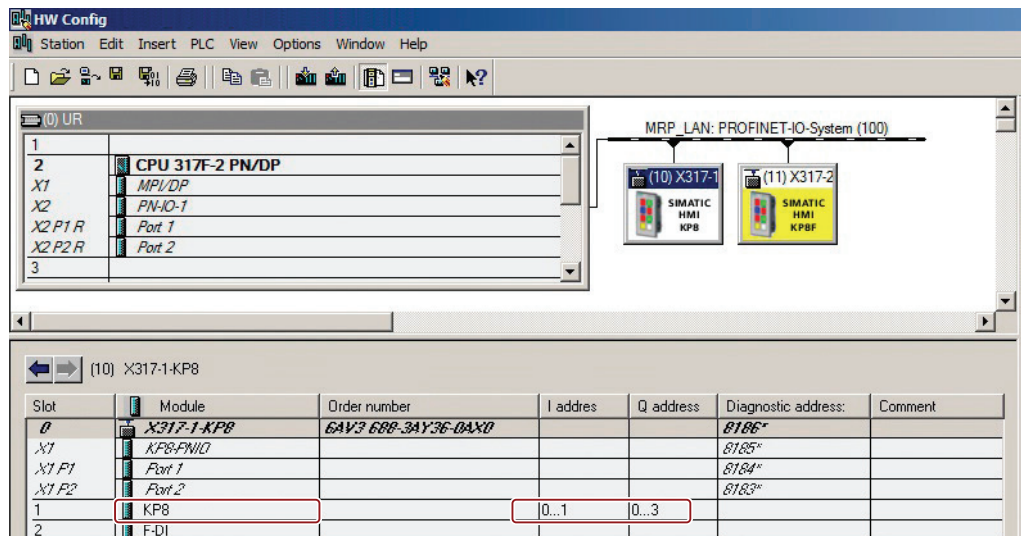 HW Config
Station Edit Insert PLC View Options Window Help
(0) UR
1
2 CPU 317F-2 PN/DP
X1 MPI/DP
X2 PN-IO-1
X2 P1 R Port 1
X2 P2 R Port 2
3
MRP_LAN: PROFINET-IO-System (100)
(10) X317-1
SIMATIC
HMI
KP8
(11) X317-2
SIMATIC
HMI
KP8F
(10) X317-1-KP8
Slot Module Order number I addres Q address Diagnostic address: Comment
0 X317-1-KP8 6AV3 688-3AY36-0AX0 8186*
X1 KP8-PNIO 8185*
X1 P1 Port 1 8184*
X1 P2 Port 2 8183*
1 KP8 0...1 0...3
2 F-DI